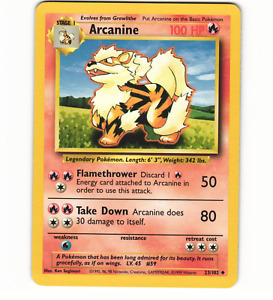 STAGE 1
Evolves from Growlithe
Put Arcanine on the Basic Pokémon
Arcanine
100 HP
Legendary Pokémon. Length: 6' 3", Weight: 342 lbs.
Flamethrower Discard 1
Energy card attached to Arcanine in order to use this attack.
50
Take Down Arcanine does
30 damage to itself.
80
weakness
resistance
retreat cost
A Pokémon that has been long admired for its beauty. It runs
gracefully, as if on wings. LV. 45 #59
Illus. Ken Sugimori
23/102